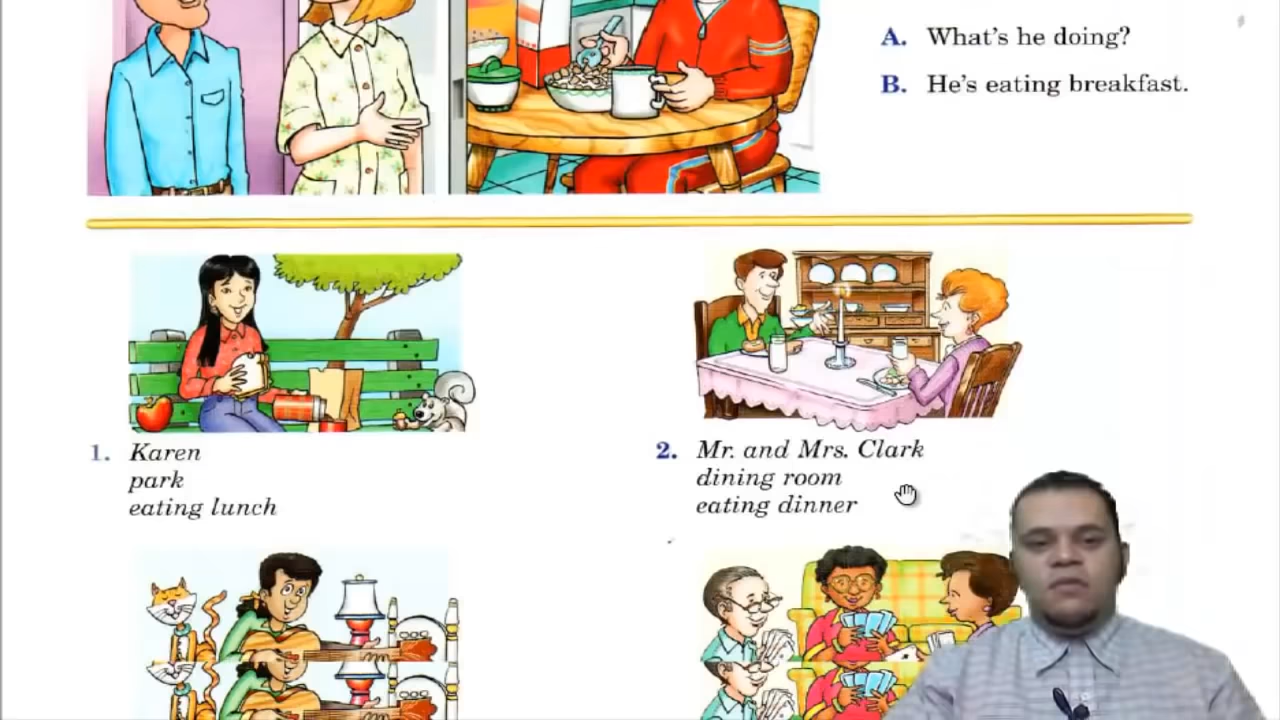 A. What's he doing?
B. He's eating breakfast.
1. Karen
park
eating lunch
2. Mr. and Mrs. Clark
dining room
eating dinner